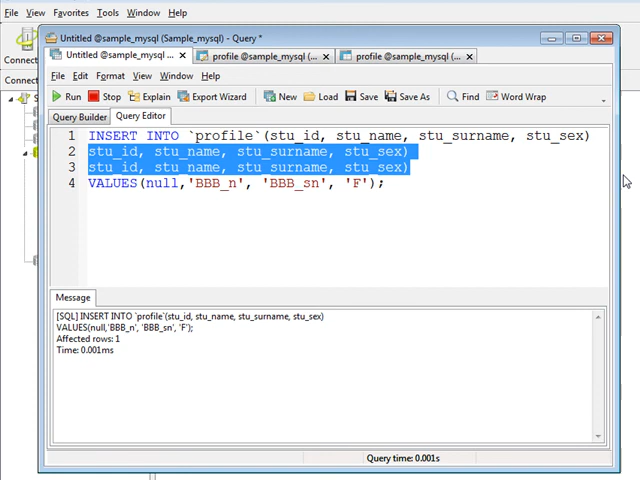 File View Favorites Tools Window Help
Untitled @sample_mysql (Sample_mysql) - Query *
Untitled @sample_mysql (Sample_mysql) ... profile @sample_mysql (... profile @sample_mysql (...
Connect
File Edit Format View Window Help
Connect
Run Stop Explain Export Wizard New Load Save Save As Find Word Wrap
Query Builder Query Editor
1 INSERT INTO `profile`(stu_id, stu_name, stu_surname, stu_sex)
2 stu_id, stu_name, stu_surname, stu_sex)
3 stu_id, stu_name, stu_surname, stu_sex)
4 VALUES(null,'BBB_n', 'BBB_sn', 'F');
Message
[SQL] INSERT INTO `profile`(stu_id, stu_name, stu_surname, stu_sex)
VALUES(null,'BBB_n', 'BBB_sn', 'F');
Affected rows: 1
Time: 0.001ms
Query time: 0.001s